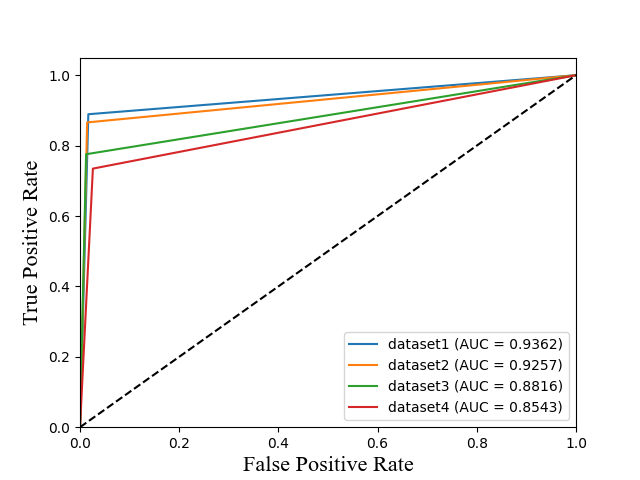 1.0
0.8
0.6
0.4
0.2
0.0
True Positive Rate
dataset1 (AUC = 0.9362)
dataset2 (AUC = 0.9257)
dataset3 (AUC = 0.8816)
dataset4 (AUC = 0.8543)
0.0 0.2 0.4 0.6 0.8 1.0
False Positive Rate